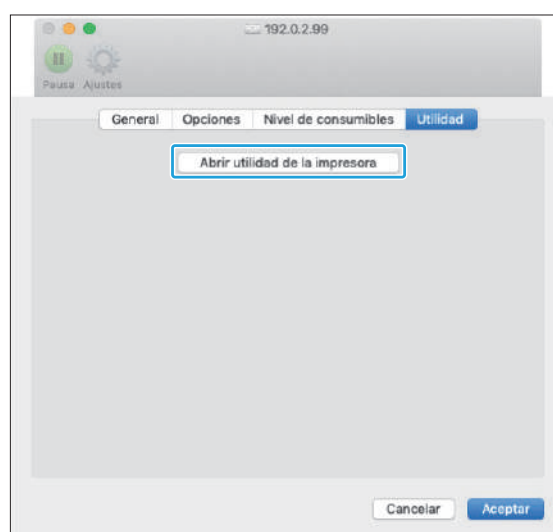 192.0.2.99
Pausa Ajustes
General Opciones Nivel de consumibles Utilidad
Abrir utilidad de la impresora
Cancelar Aceptar